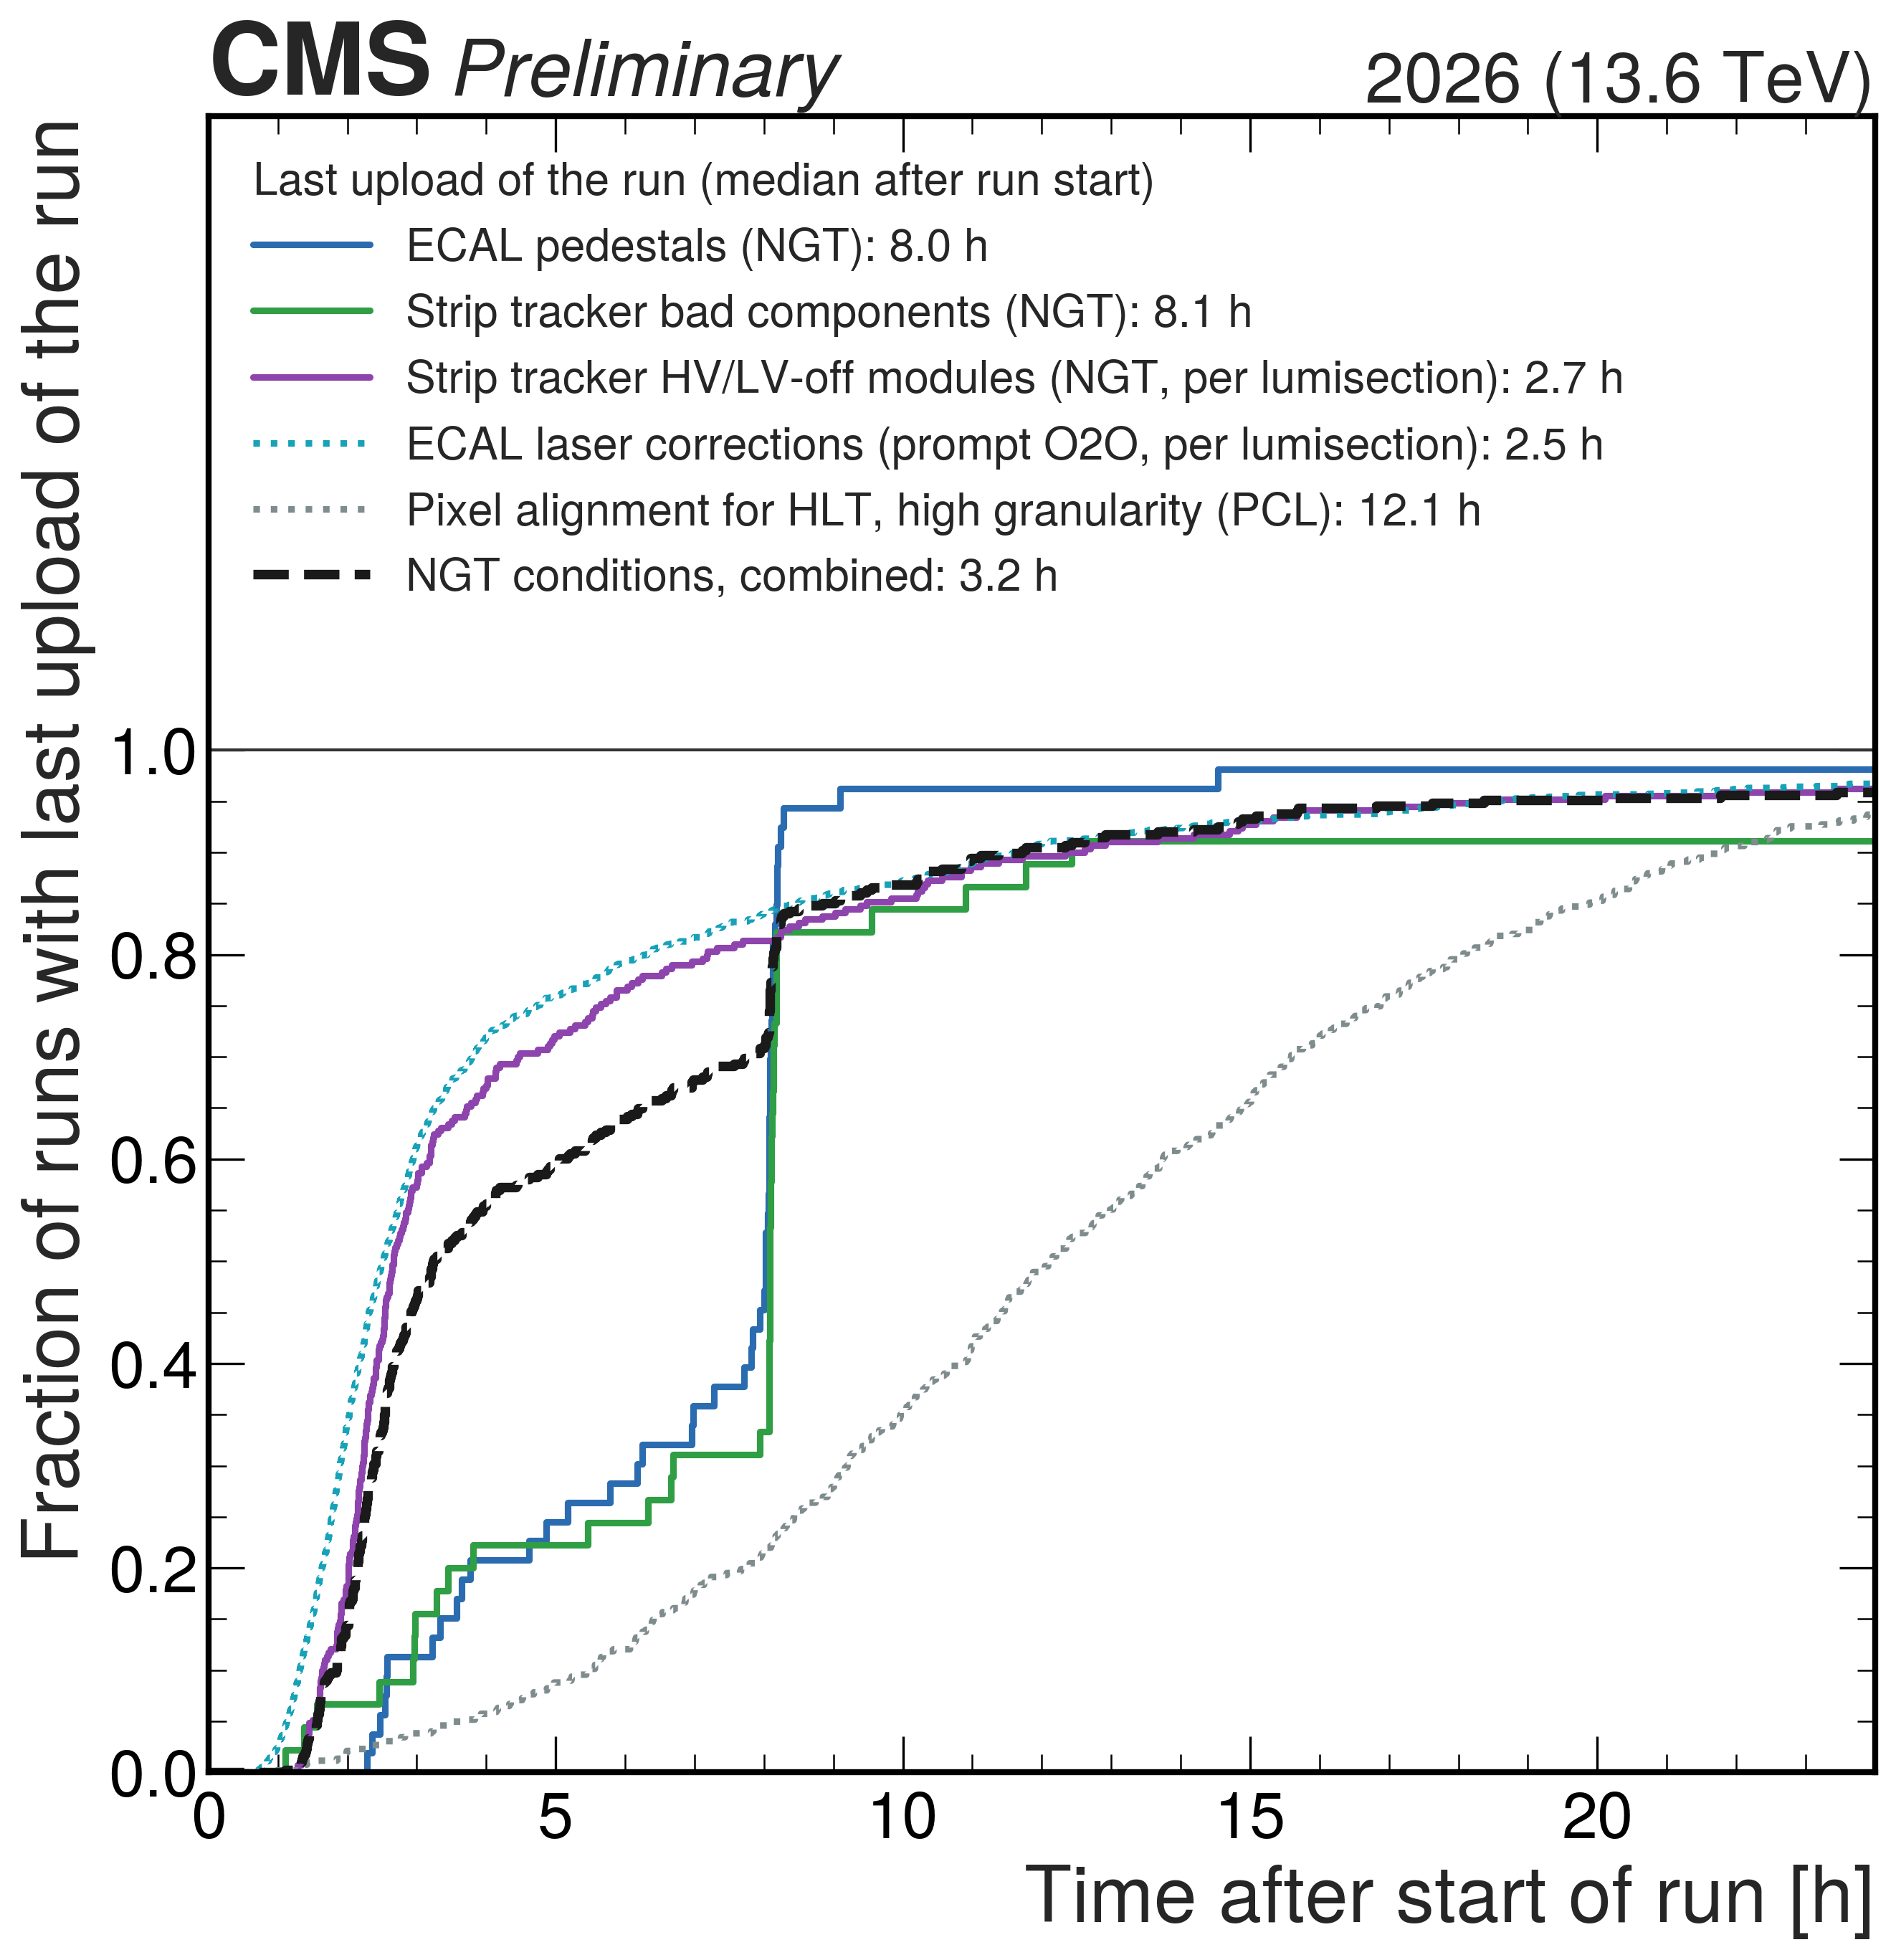 CMS Preliminary 2026 (13.6 TeV)
Fraction of runs with last upload of the run
Last upload of the run (median after run start)
ECAL pedestals (NGT): 8.0 h
Strip tracker bad components (NGT): 8.1 h
Strip tracker HV/LV-off modules (NGT, per lumisection): 2.7 h
ECAL laser corrections (prompt O2O, per lumisection): 2.5 h
Pixel alignment for HLT, high granularity (PCL): 12.1 h
NGT conditions, combined: 3.2 h
1.0
0.8
0.6
0.4
0.2
0.0
0 5 10 15 20
Time after start of run [h]